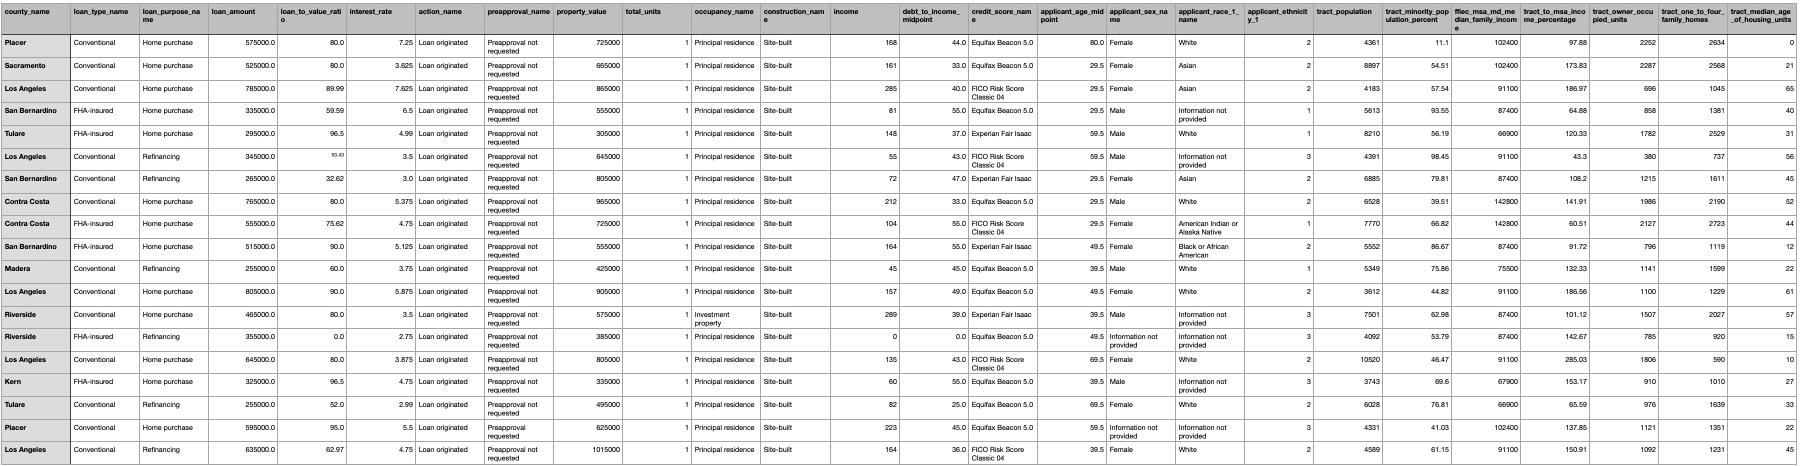 county_name loan_type_name loan_purpose_name loan_amount loan_to_value_ratio interest_rate action_name preapproval_name property_value total_units occupancy_name construction_name income debt_to_income_midpoint credit_score_name applicant_age_midpoint applicant_sex_name applicant_race_1_name applicant_ethnicity_1 tract_population tract_minority_population_percent ffiec_msa_md_median_family_income tract_to_msa_income_percentage tract_owner_occupied_units tract_one_to_four_family_homes tract_median_age_of_housing_units
Placer Conventional Home purchase 575000.0 80.0 7.25 Loan originated Preapproval not requested 725000 1 Principal residence Site-built 168 44.0 Equifax Beacon 5.0 80.0 Female White 2 4361 11.1 102400 97.88 2252 2634 0
Sacramento Conventional Home purchase 525000.0 80.0 3.625 Loan originated Preapproval not requested 665000 1 Principal residence Site-built 161 33.0 Equifax Beacon 5.0 29.5 Female Asian 2 8897 54.51 102400 173.83 2287 2568 21
Los Angeles Conventional Home purchase 785000.0 89.99 7.625 Loan originated Preapproval not requested 865000 1 Principal residence Site-built 285 40.0 FICO Risk Score Classic 04 29.5 Female Asian 2 4183 57.54 91100 186.97 696 1045 65
San Bernardino FHA-insured Home purchase 335000.0 59.59 6.5 Loan originated Preapproval not requested 555000 1 Principal residence Site-built 81 55.0 Equifax Beacon 5.0 29.5 Male Information not provided 1 5613 93.55 87400 64.88 858 1381 40
Tulare FHA-insured Home purchase 295000.0 96.5 4.99 Loan originated Preapproval not requested 305000 1 Principal residence Site-built 148 37.0 Experian Fair Isaac 59.5 Male White 1 8210 56.19 66900 120.33 1782 2529 31
Los Angeles Conventional Refinancing 345000.0 53.43 3.5 Loan originated Preapproval not requested 645000 1 Principal residence Site-built 55 43.0 FICO Risk Score Classic 04 59.5 Male Information not provided 3 4391 98.45 91100 43.3 380 737 56
San Bernardino Conventional Refinancing 265000.0 32.62 3.0 Loan originated Preapproval not requested 805000 1 Principal residence Site-built 72 47.0 Experian Fair Isaac 29.5 Female Asian 2 6885 79.81 87400 108.2 1215 1611 45
Contra Costa Conventional Home purchase 765000.0 80.0 5.375 Loan originated Preapproval not requested 965000 1 Principal residence Site-built 212 33.0 Equifax Beacon 5.0 29.5 Male White 2 6528 39.51 142800 141.91 1986 2190 52
Contra Costa FHA-insured Home purchase 555000.0 75.62 4.75 Loan originated Preapproval not requested 725000 1 Principal residence Site-built 104 55.0 FICO Risk Score Classic 04 29.5 Female American Indian or Alaska Native 1 7770 66.82 142800 60.51 2127 2723 44
San Bernardino FHA-insured Home purchase 515000.0 90.0 5.125 Loan originated Preapproval not requested 555000 1 Principal residence Site-built 164 55.0 Experian Fair Isaac 49.5 Female Black or African American 2 5552 86.67 87400 91.72 796 1119 12
Madera Conventional Refinancing 255000.0 60.0 3.75 Loan originated Preapproval not requested 425000 1 Principal residence Site-built 45 45.0 Equifax Beacon 5.0 39.5 Male White 1 5349 75.86 75500 132.33 1141 1599 22
Los Angeles Conventional Home purchase 805000.0 90.0 5.875 Loan originated Preapproval not requested 905000 1 Principal residence Site-built 157 49.0 Equifax Beacon 5.0 49.5 Female White 2 3612 44.82 91100 186.56 1100 1229 61
Riverside Conventional Home purchase 465000.0 80.0 3.5 Loan originated Preapproval not requested 575000 1 Investment property Site-built 289 39.0 Experian Fair Isaac 39.5 Male Information not provided 3 7501 62.98 87400 101.12 1507 2027 57
Riverside FHA-insured Refinancing 355000.0 0.0 2.75 Loan originated Preapproval not requested 385000 1 Principal residence Site-built 0 0.0 Equifax Beacon 5.0 49.5 Information not provided Information not provided 3 4092 53.79 87400 142.67 785 920 15
Los Angeles Conventional Home purchase 645000.0 80.0 3.875 Loan originated Preapproval not requested 805000 1 Principal residence Site-built 135 43.0 FICO Risk Score Classic 04 69.5 Female White 2 10520 46.47 91100 285.03 1806 590 10
Kern FHA-insured Home purchase 325000.0 96.5 4.75 Loan originated Preapproval not requested 335000 1 Principal residence Site-built 60 55.0 Equifax Beacon 5.0 39.5 Male Information not provided 3 3743 69.6 67900 153.17 910 1010 27
Tulare Conventional Refinancing 255000.0 52.0 2.99 Loan originated Preapproval not requested 495000 1 Principal residence Site-built 82 25.0 Equifax Beacon 5.0 69.5 Female White 2 6028 76.81 66900 65.59 976 1639 33
Placer Conventional Home purchase 595000.0 95.0 5.5 Loan originated Preapproval requested 625000 1 Principal residence Site-built 223 45.0 Equifax Beacon 5.0 59.5 Information not provided Information not provided 3 4331 41.03 102400 137.85 1121 1351 22
Los Angeles Conventional Home purchase 635000.0 62.97 4.75 Loan originated Preapproval not requested 1015000 1 Principal residence Site-built 164 36.0 FICO Risk Score Classic 04 39.5 Female White 2 4589 61.15 91100 150.91 1092 1231 45